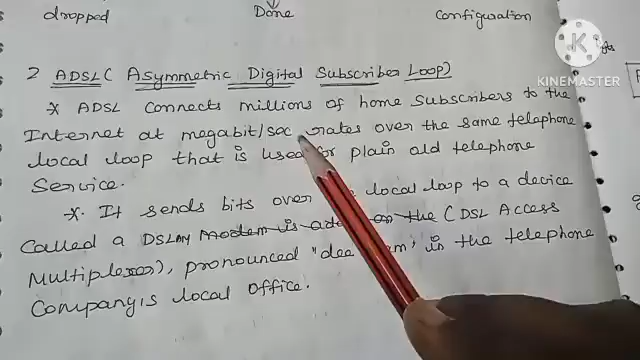 dropped Done Configuration
2 ADSL ( Asymmetric Digital Subscriber Loop)
KINEMASTER
* ADSL Connects millions of home Subscribers to the
Internet at megabit/sec rates over the same telephone
local loop that is used for plain old telephone
Service.
* It sends bits over local loop to a device
Called a DSLAM (DSL Access
Multiplexer), pronounced "dee , is the telephone
Company,s local office.